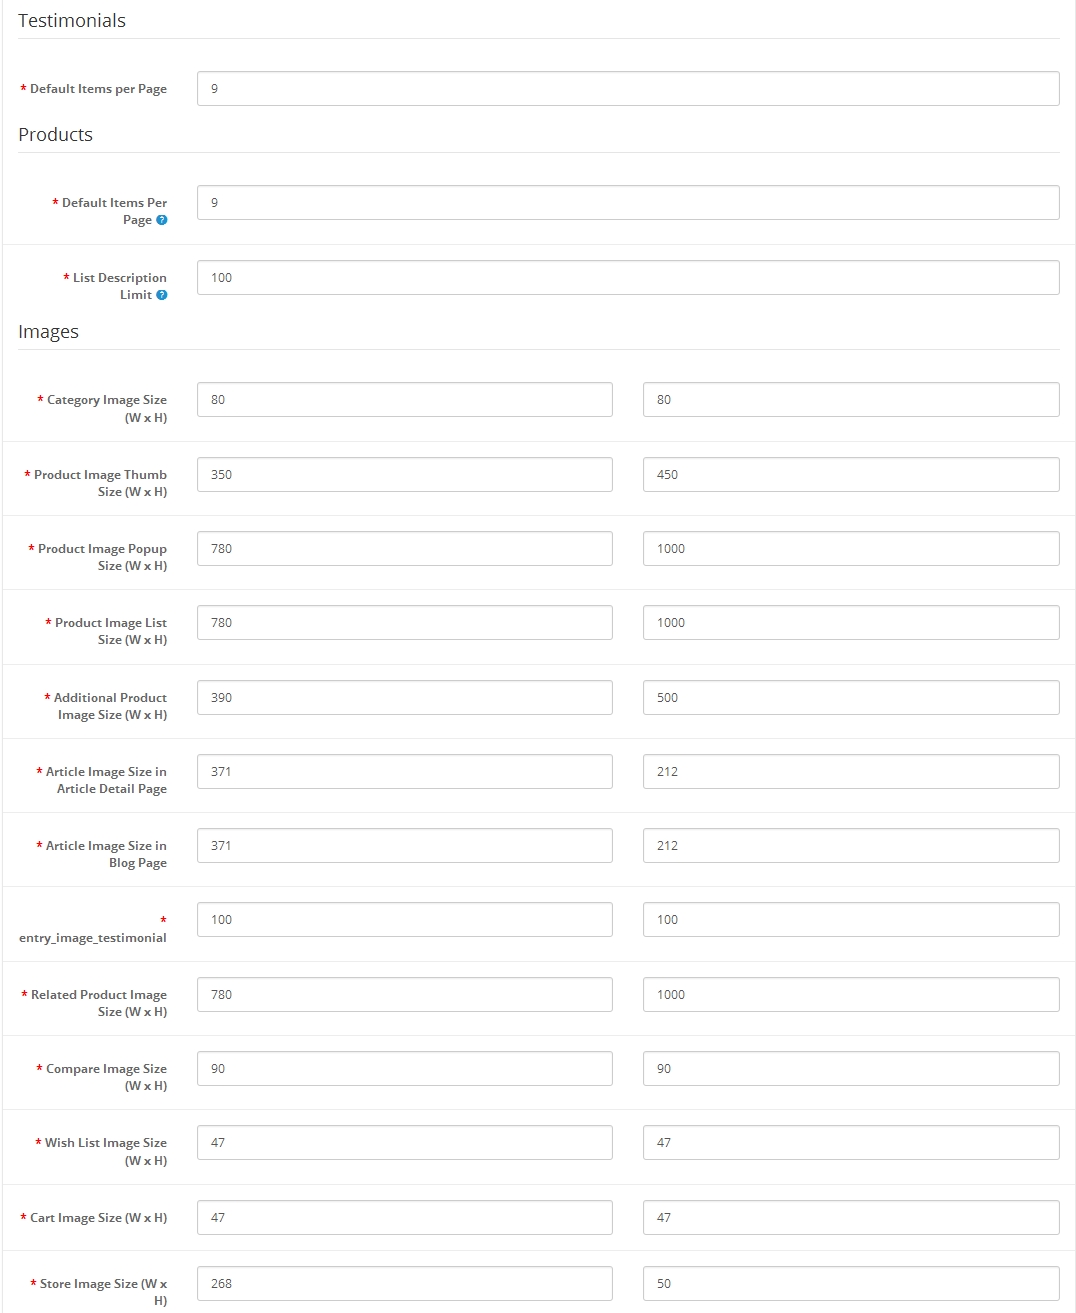 Testimonials
* Default Items per Page
9
Products
* Default Items Per
Page ?
9
* List Description
Limit ?
100
Images
* Category Image Size
(W x H)
80
80
* Product Image Thumb
Size (W x H)
350
450
* Product Image Popup
Size (W x H)
780
1000
* Product Image List
Size (W x H)
780
1000
* Additional Product
Image Size (W x H)
390
500
* Article Image Size in
Article Detail Page
371
212
* Article Image Size in
Blog Page
371
212
*
entry_image_testimonial
100
100
* Related Product Image
Size (W x H)
780
1000
* Compare Image Size
(W x H)
90
90
* Wish List Image Size
(W x H)
47
47
* Cart Image Size (W x H)
47
47
* Store Image Size (W x
H)
268
50